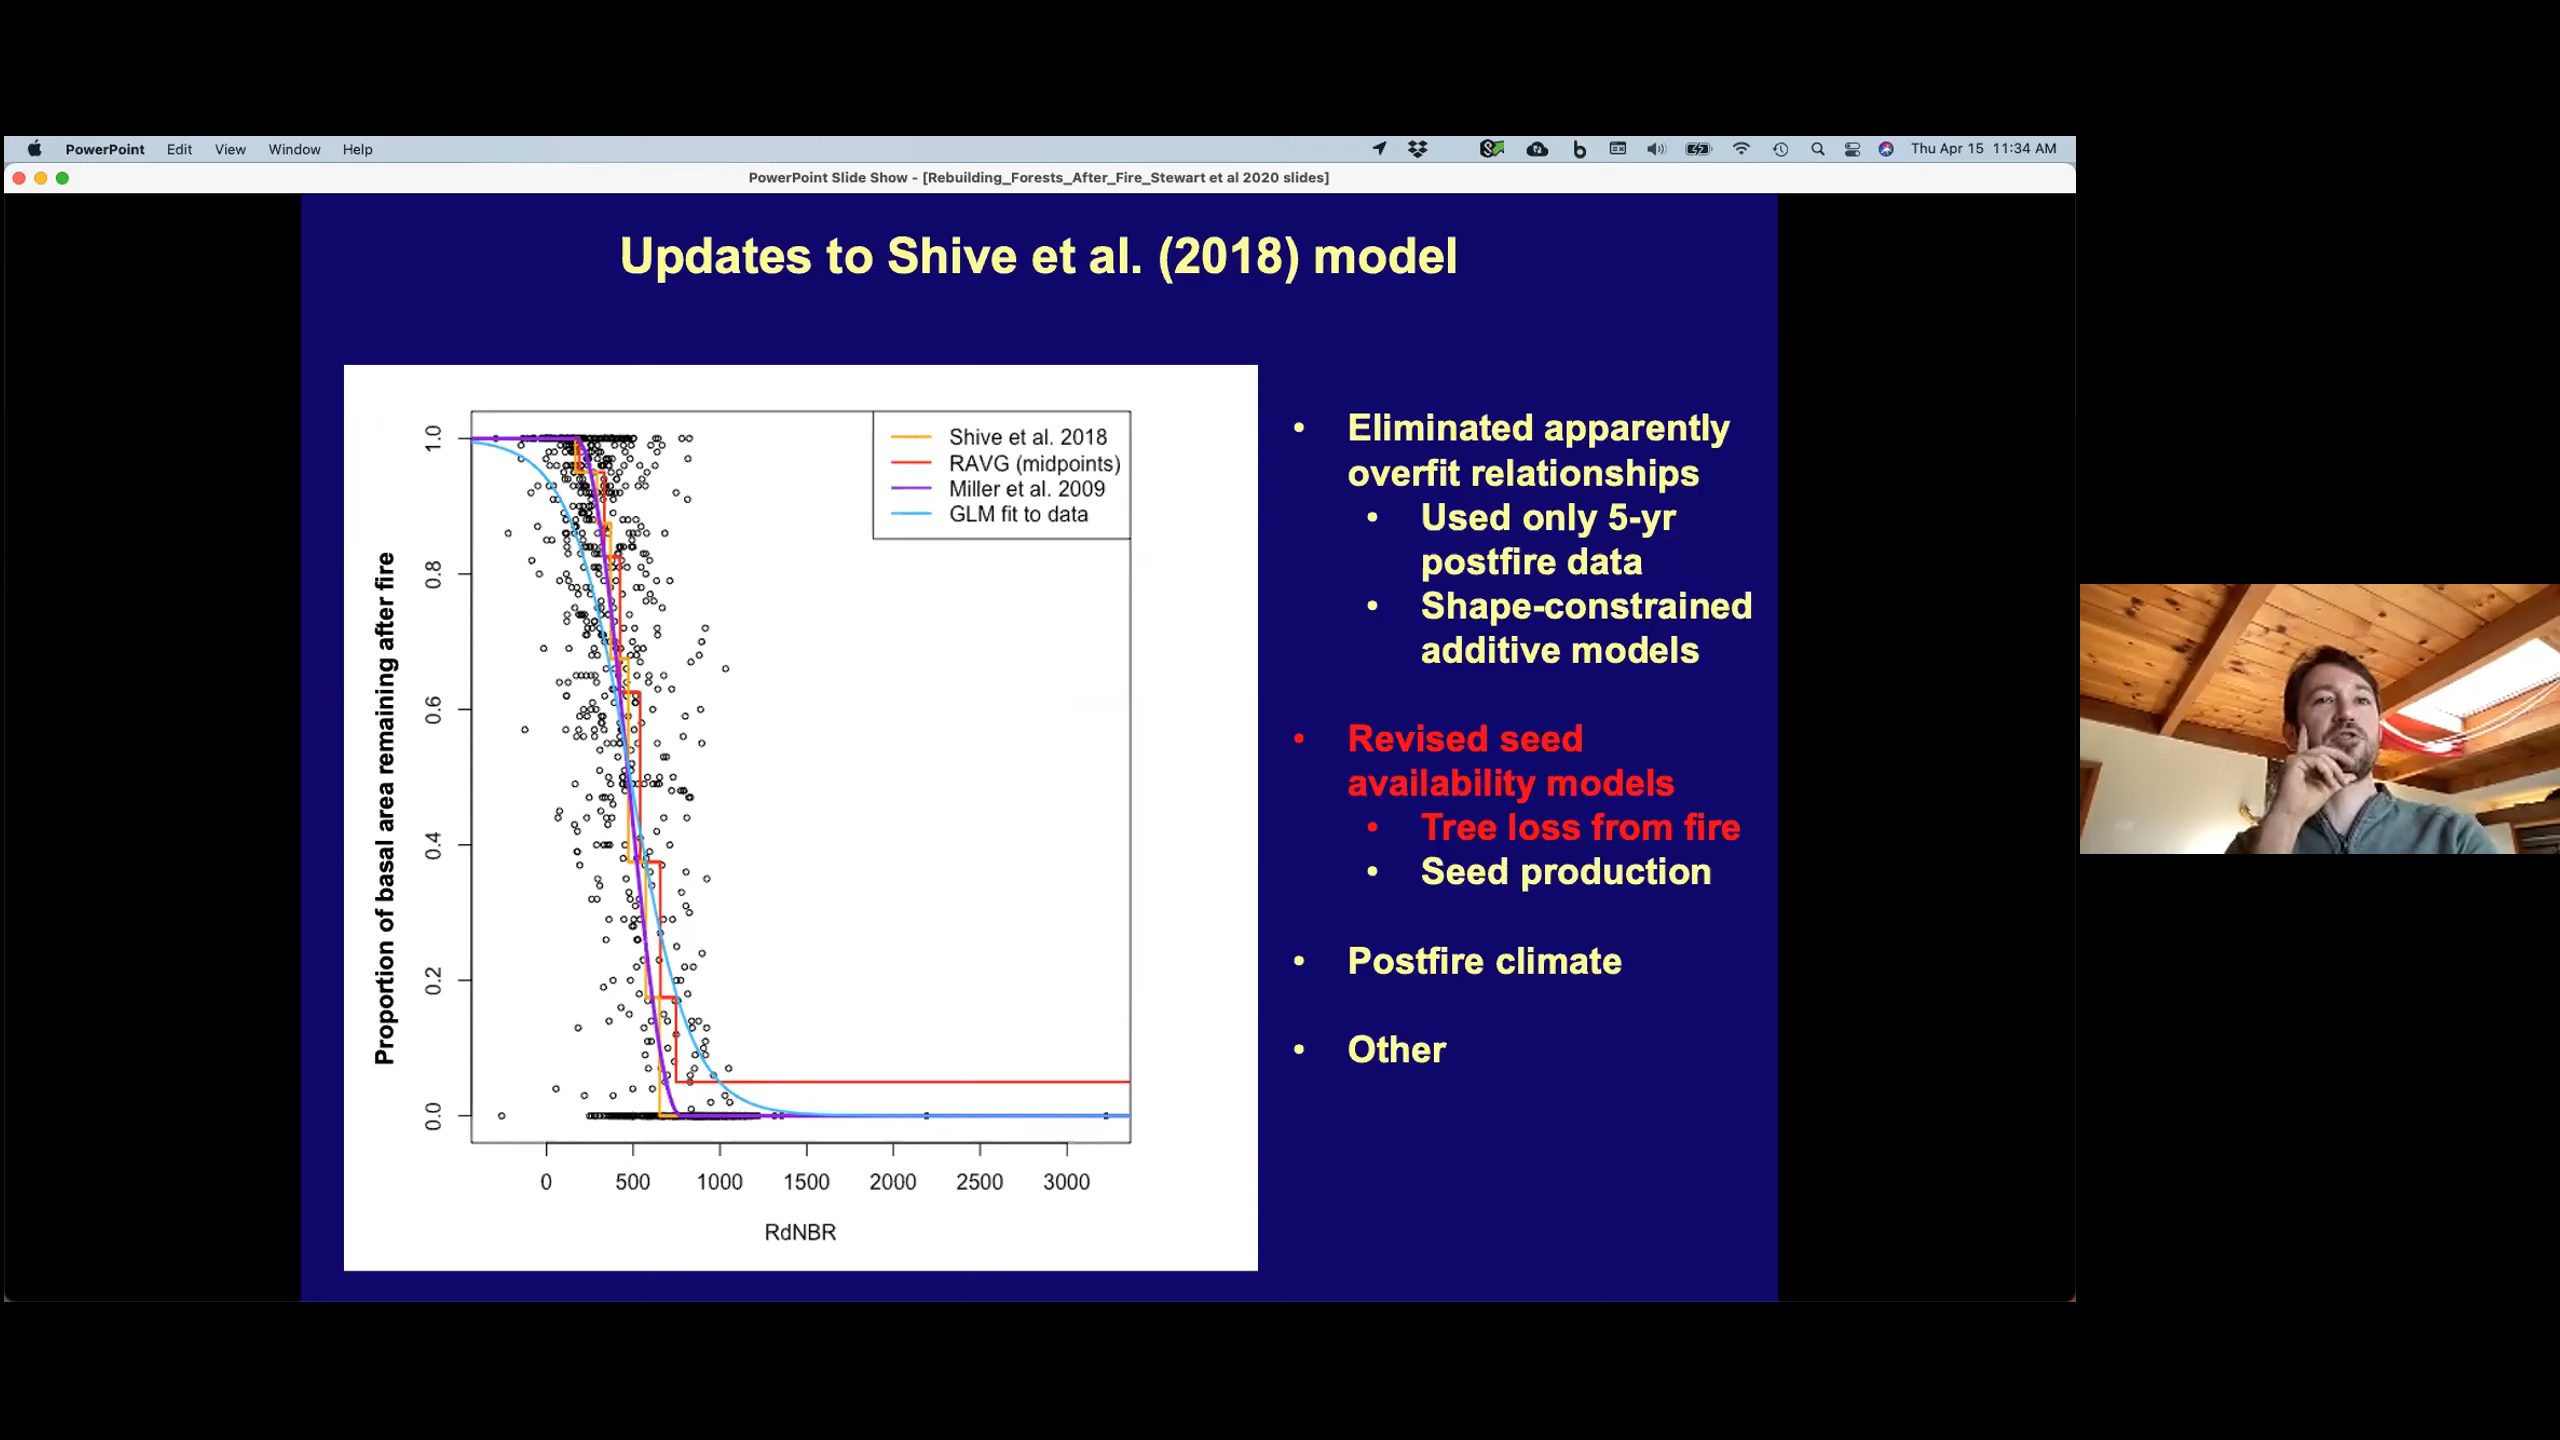 PowerPoint Edit View Window Help Thu Apr 15 11:34 AM
PowerPoint Slide Show - [Rebuilding_Forests_After_Fire_Stewart et al 2020 slides]
Updates to Shive et al. (2018) model
Proportion of basal area remaining after fire
1.0
0.8
0.6
0.4
0.2
0.0
Shive et al. 2018
RAVG (midpoints)
Miller et al. 2009
GLM fit to data
0 500 1000 1500 2000 2500 3000
RdNBR
• Eliminated apparently
overfit relationships
• Used only 5-yr
postfire data
• Shape-constrained
additive models
• Revised seed
availability models
• Tree loss from fire
• Seed production
• Postfire climate
• Other